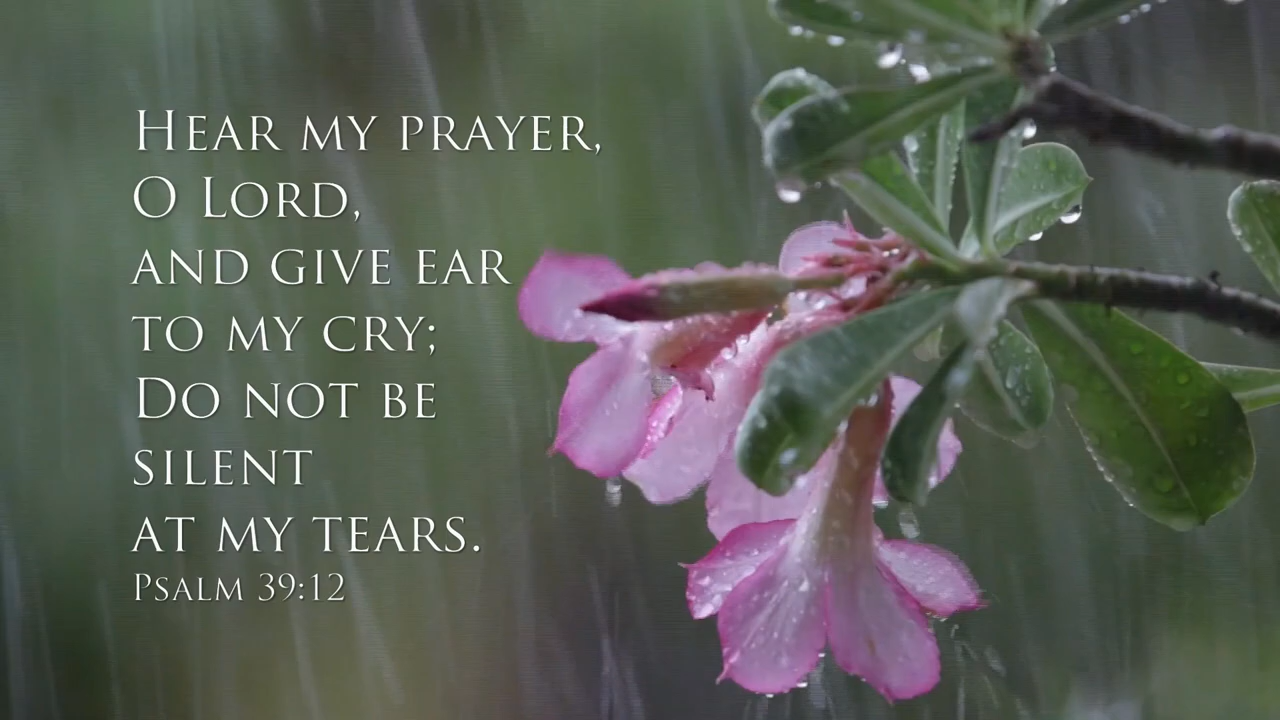 Hear my prayer,
O Lord,
and give ear
to my cry;
Do not be
silent
at my tears.
Psalm 39:12